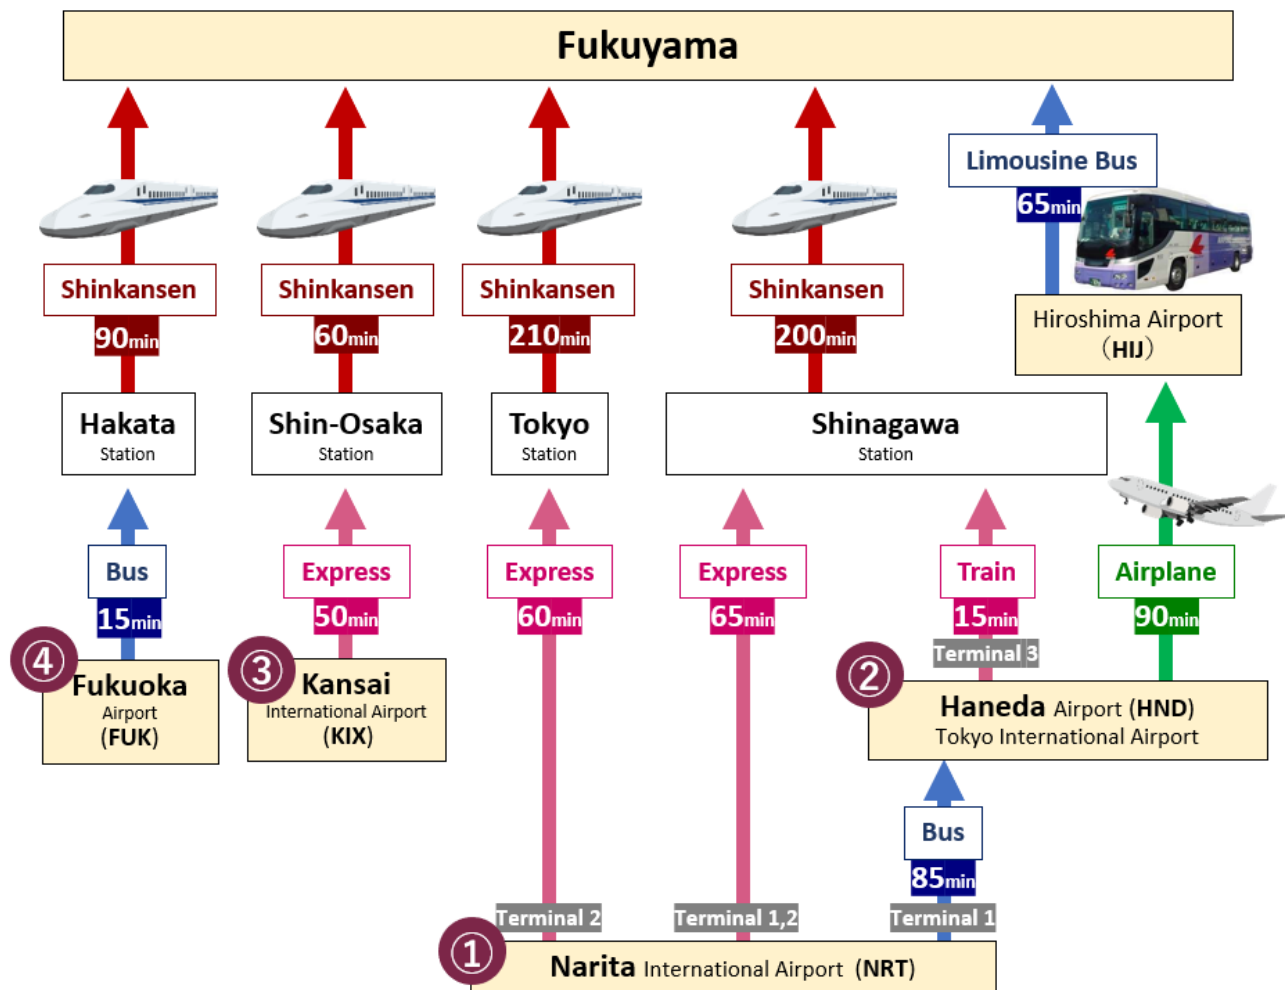 Fukuyama
Limousine Bus
65min
Shinkansen
90min
Shinkansen
60min
Shinkansen
210min
Shinkansen
200min
Hiroshima Airport
（HIJ）
Hakata
Station
Shin-Osaka
Station
Tokyo
Station
Shinagawa
Station
Bus
15min
Express
50min
Express
60min
Express
65min
Train
15min
Terminal 3
Airplane
90min
④
Fukuoka
Airport
(FUK)
③
Kansai
International Airport
(KIX)
②
Haneda Airport (HND)
Tokyo International Airport
Bus
85min
Terminal 2
Terminal 1,2
Terminal 1
①
Narita International Airport (NRT)